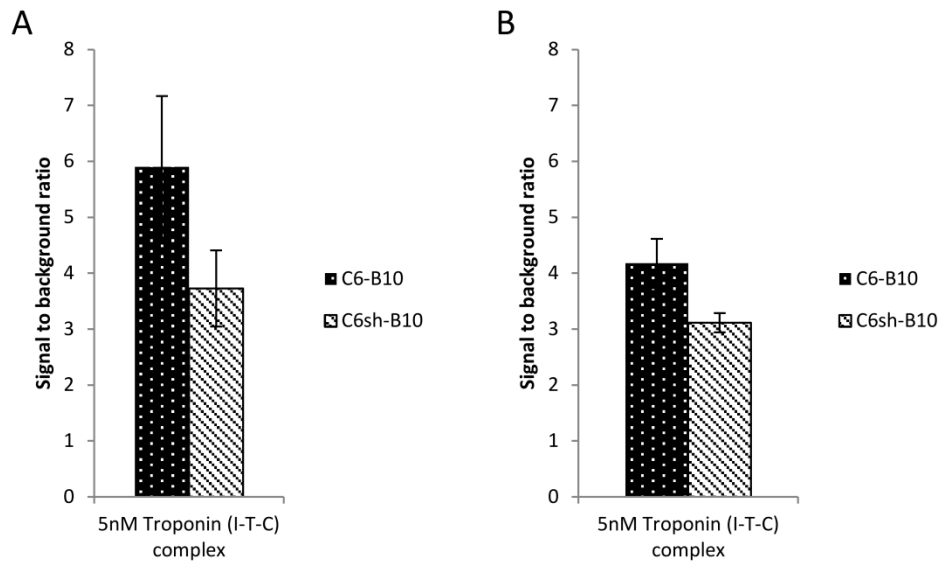 A
Signal to background ratio
8
7
6
5
4
3
2
1
0
5nM Troponin (I-T-C)
complex
C6-B10
C6sh-B10
B
Signal to background ratio
8
7
6
5
4
3
2
1
0
5nM Troponin (I-T-C)
complex
C6-B10
C6sh-B10